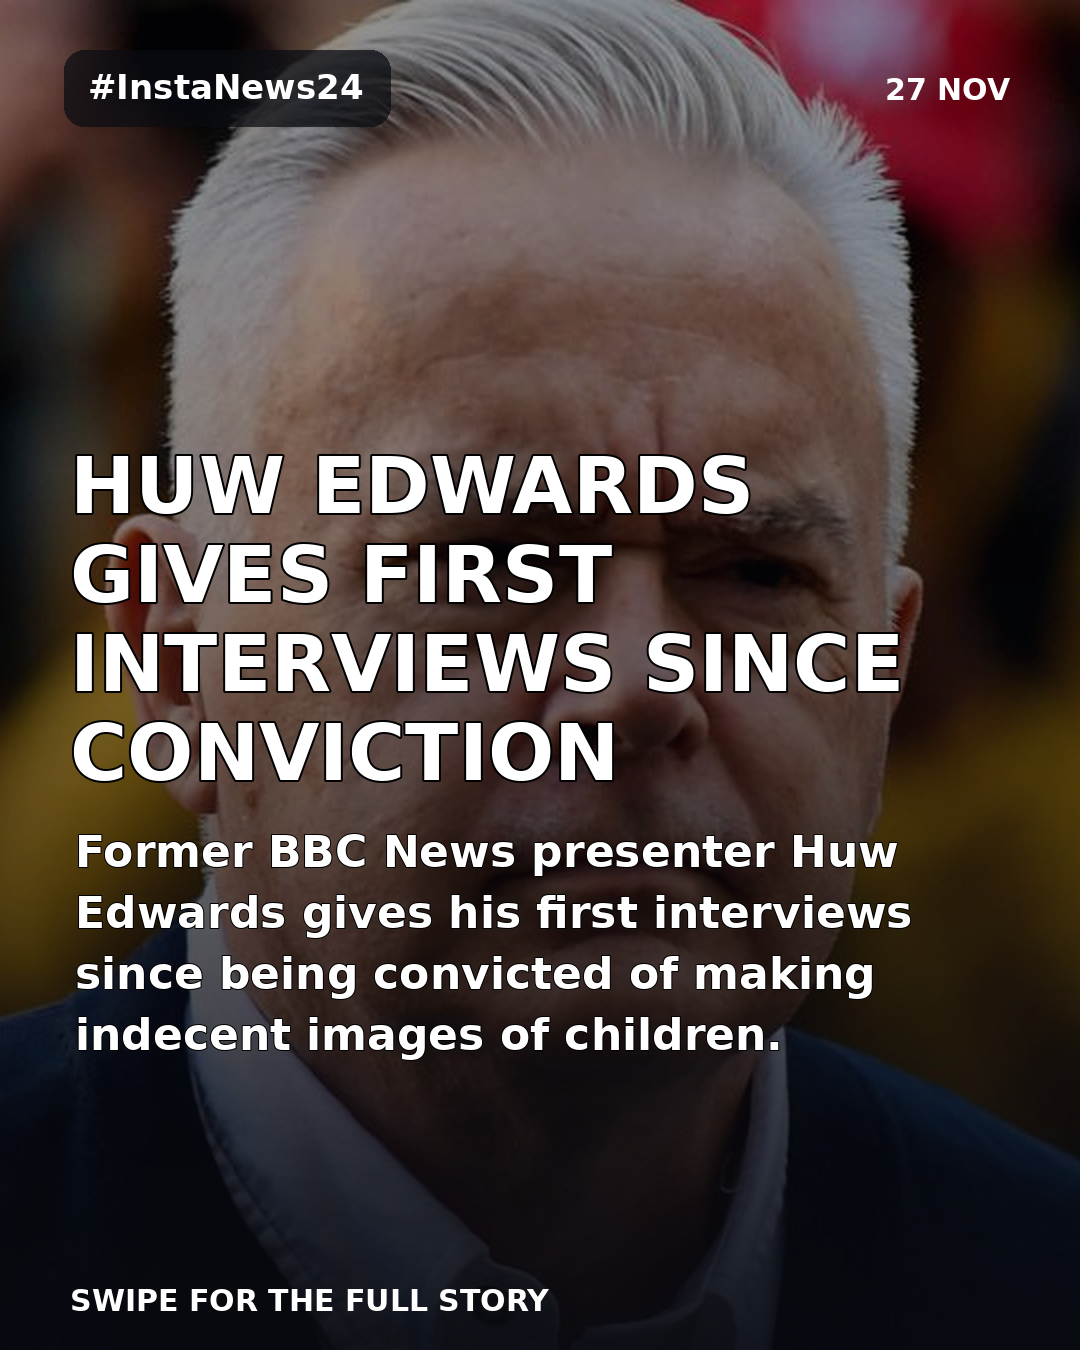 #InstaNews24
27 NOV
HUW EDWARDS
GIVES FIRST
INTERVIEWS SINCE
CONVICTION
Former BBC News presenter Huw
Edwards gives his first interviews
since being convicted of making
indecent images of children.
SWIPE FOR THE FULL STORY